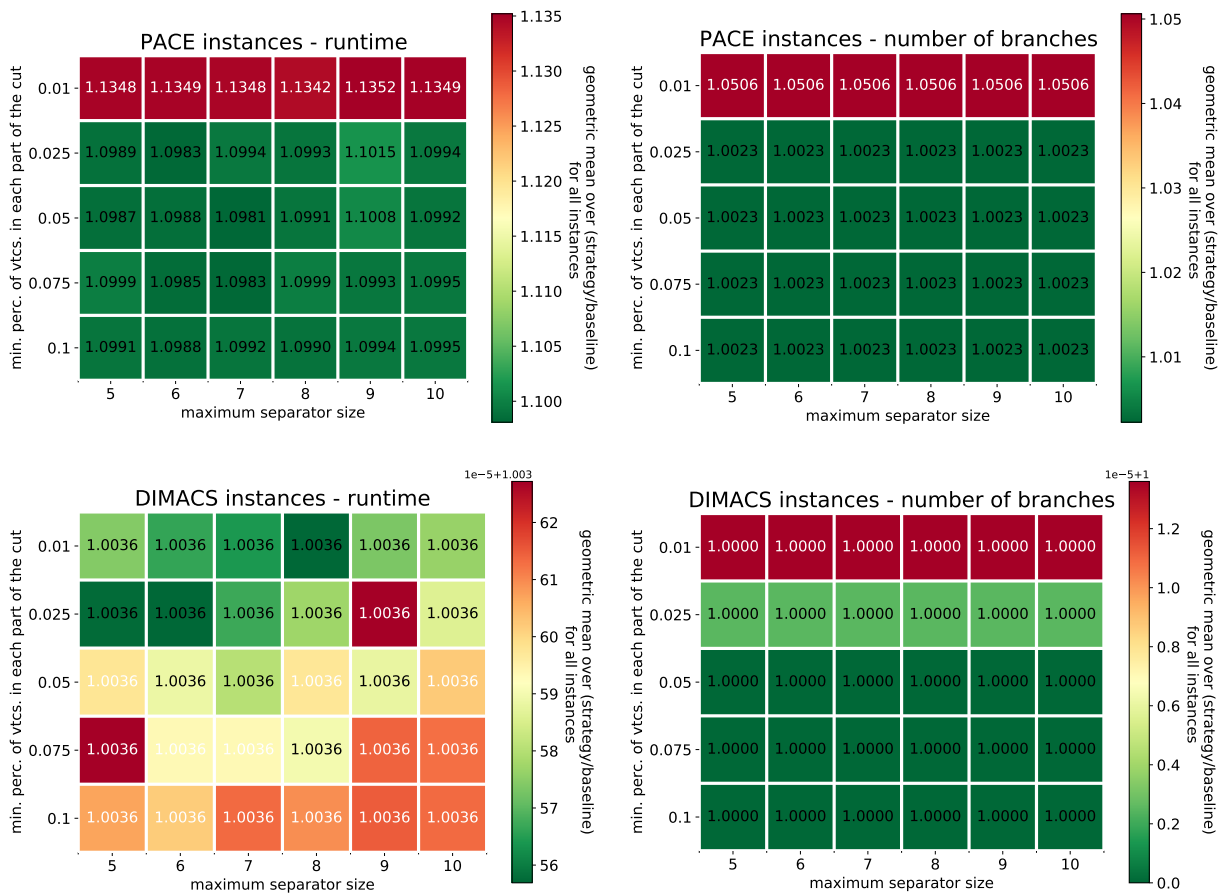 PACE instances - runtime
min. perc. of vtcs. in each part of the cut
0.01 1.1348 1.1349 1.1348 1.1342 1.1352 1.1349
0.025 1.0989 1.0983 1.0994 1.0993 1.1015 1.0994
0.05 1.0987 1.0988 1.0981 1.0991 1.1008 1.0992
0.075 1.0999 1.0985 1.0983 1.0999 1.0993 1.0995
0.1 1.0991 1.0988 1.0992 1.0990 1.0994 1.0995
5 6 7 8 9 10
maximum separator size
1.135
1.130
1.125
1.120
1.115
1.110
1.105
1.100
geometric mean over (strategy/baseline)
for all instances
PACE instances - number of branches
min. perc. of vtcs. in each part of the cut
0.01 1.0506 1.0506 1.0506 1.0506 1.0506 1.0506
0.025 1.0023 1.0023 1.0023 1.0023 1.0023 1.0023
0.05 1.0023 1.0023 1.0023 1.0023 1.0023 1.0023
0.075 1.0023 1.0023 1.0023 1.0023 1.0023 1.0023
0.1 1.0023 1.0023 1.0023 1.0023 1.0023 1.0023
5 6 7 8 9 10
maximum separator size
1.05
1.04
1.03
1.02
1.01
geometric mean over (strategy/baseline)
for all instances
DIMACS instances - runtime
min. perc. of vtcs. in each part of the cut
0.01 1.0036 1.0036 1.0036 1.0036 1.0036 1.0036
0.025 1.0036 1.0036 1.0036 1.0036 1.0036 1.0036
0.05 1.0036 1.0036 1.0036 1.0036 1.0036 1.0036
0.075 1.0036 1.0036 1.0036 1.0036 1.0036 1.0036
0.1 1.0036 1.0036 1.0036 1.0036 1.0036 1.0036
5 6 7 8 9 10
maximum separator size
1e-5+1.003
62
61
60
59
58
57
56
geometric mean over (strategy/baseline)
for all instances
DIMACS instances - number of branches
min. perc. of vtcs. in each part of the cut
0.01 1.0000 1.0000 1.0000 1.0000 1.0000 1.0000
0.025 1.0000 1.0000 1.0000 1.0000 1.0000 1.0000
0.05 1.0000 1.0000 1.0000 1.0000 1.0000 1.0000
0.075 1.0000 1.0000 1.0000 1.0000 1.0000 1.0000
0.1 1.0000 1.0000 1.0000 1.0000 1.0000 1.0000
5 6 7 8 9 10
maximum separator size
1e-5+1
1.2
1.0
0.8
0.6
0.4
0.2
0.0
geometric mean over (strategy/baseline)
for all instances